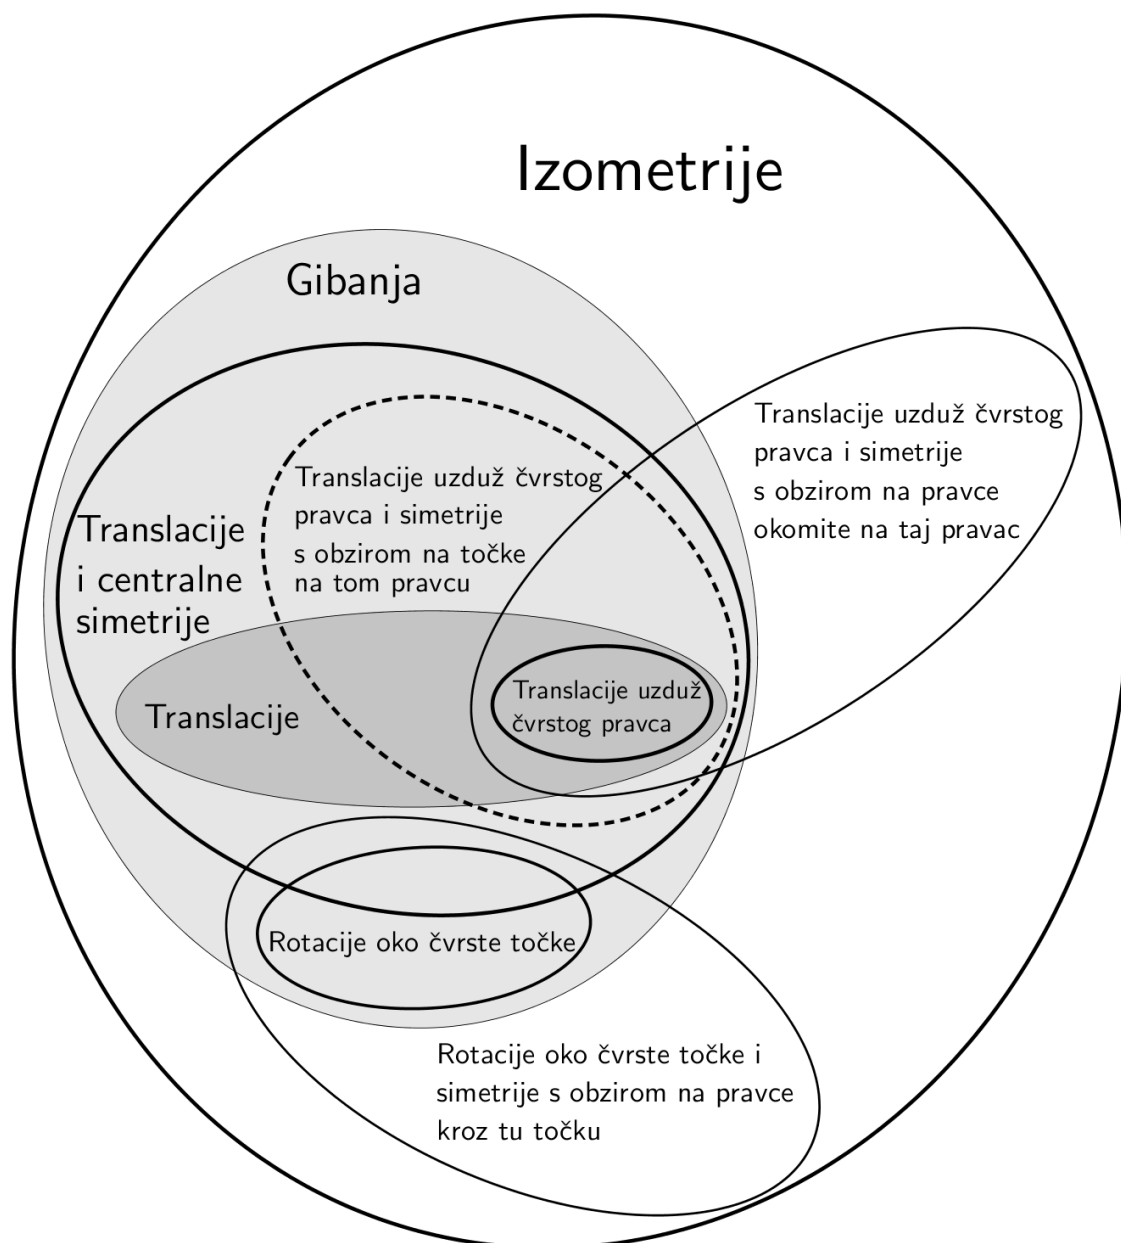 Izometrije
Gibanja
Translacije uzduž čvrstog
pravca i simetrije
s obzirom na pravce
okomite na taj pravac
Translacije uzduž čvrstog
pravca i simetrije
s obzirom na točke
na tom pravcu
Translacije
i centralne
simetrije
Translacije uzduž
čvrstog pravca
Translacije
Rotacije oko čvrste točke
Rotacije oko čvrste točke i
simetrije s obzirom na pravce
kroz tu točku